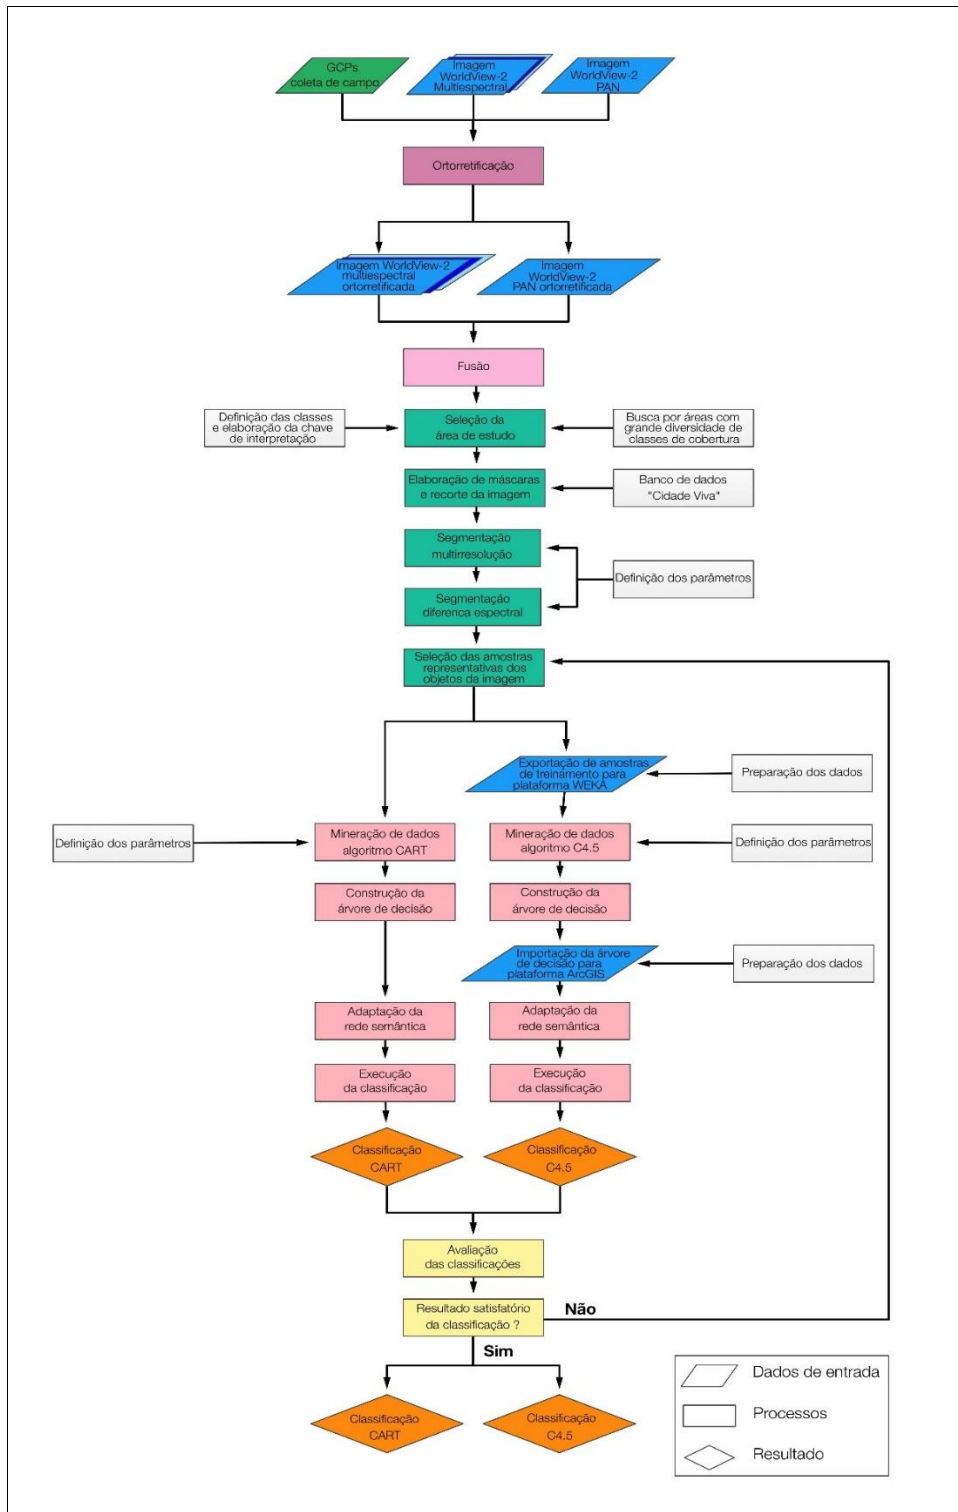 GCPs
coleta de campo
Imagem
WorldView-2
Multiespectral
Imagem
WorldView-2
PAN
Ortorretificação
Imagem WorldView-2
multiespectral
ortorretificada
Imagem
WorldView-2
PAN ortorretificada
Fusão
Definição das classes
e elaboração da chave
de interpretação
Seleção da
área de estudo
Busca por áreas com
grande diversidade de
classes de cobertura
Elaboração de máscaras
e recorte da imagem
Banco de dados
"Cidade Viva"
Segmentação
multirresolução
Definição dos parâmetros
Segmentação
diferenca espectral
Seleção das amostras
representativas dos
objetos da imagem
Exportação de amostras
de treinamento para
plataforma WEKA
Preparação dos dados
Definição dos parâmetros
Mineração de dados
algoritmo CART
Mineração de dados
algoritmo C4.5
Definição dos parâmetros
Construção da
árvore de decisão
Construção da
árvore de decisão
Importação da árvore
de decisão para
plataforma ArcGIS
Preparação dos dados
Adaptação da
rede semântica
Adaptação da
rede semântica
Execução
da classificação
Execução
da classificação
Classificação
CART
Classificação
C4.5
Avaliação
das classificações
Resultado satisfatório
da classificação ?
Não
Sim
Classificação
CART
Classificação
C4.5
Dados de entrada
Processos
Resultado